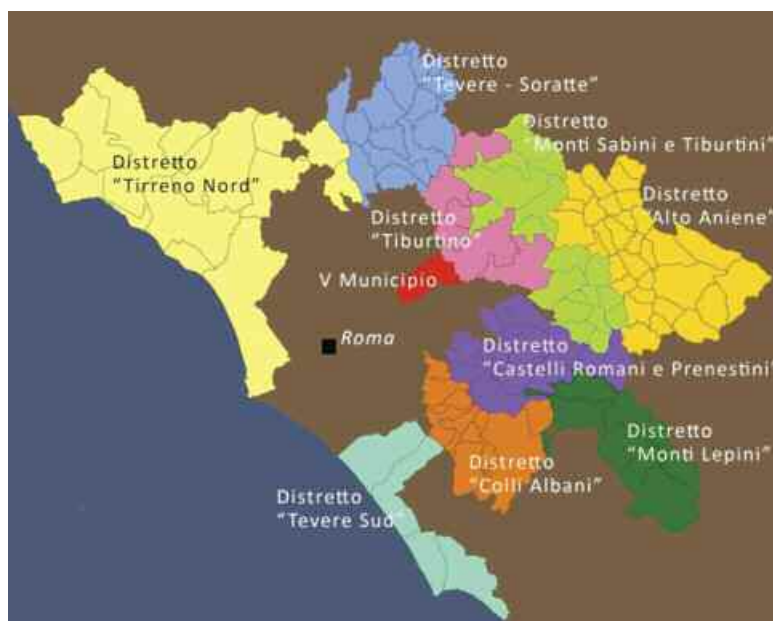 Distretto
"Tevere - Soratte"
Distretto
"Monti Sabini e Tiburtini"
Distretto
"Tirreno Nord"
Distretto
"Alto Aniene"
Distretto
"Tiburtino"
V Municipio
Roma
Distretto
"Castelli Romani e Prenestini"
Distretto
"Monti Lepini"
Distretto
"Colli Albani"
Distretto
"Tevere Sud"